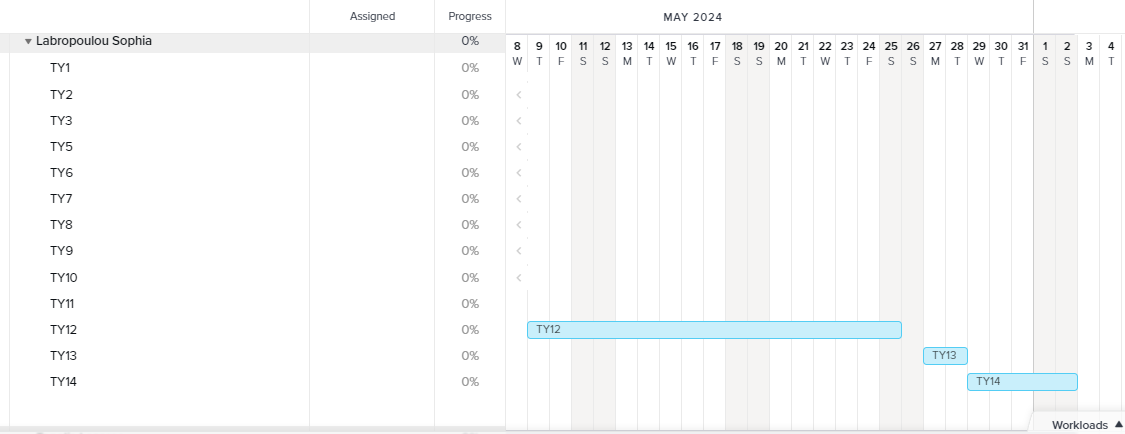 Assigned Progress MAY 2024
Labropoulou Sophia 0% 8 9 10 11 12 13 14 15 16 17 18 19 20 21 22 23 24 25 26 27 28 29 30 31 1 2 3 4
W T F S S M T W T F S S M T W T F S S M T W T F S S M T
TY1 0%
TY2 0%
TY3 0%
TY5 0%
TY6 0%
TY7 0%
TY8 0%
TY9 0%
TY10 0%
TY11 0%
TY12 0% TY12
TY13 0% TY13
TY14 0% TY14
Workloads